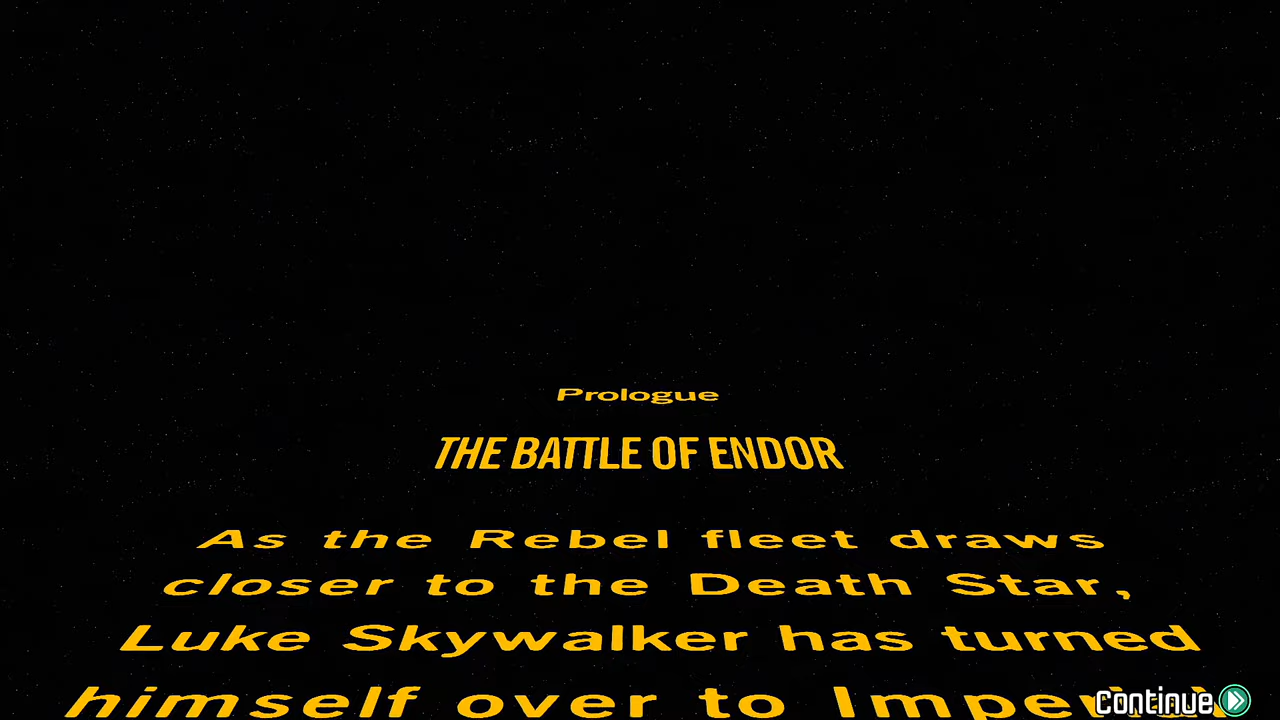 Prologue
THE BATTLE OF ENDOR
As the Rebel fleet draws
closer to the Death Star,
Luke Skywalker has turned
himself over to
Continue